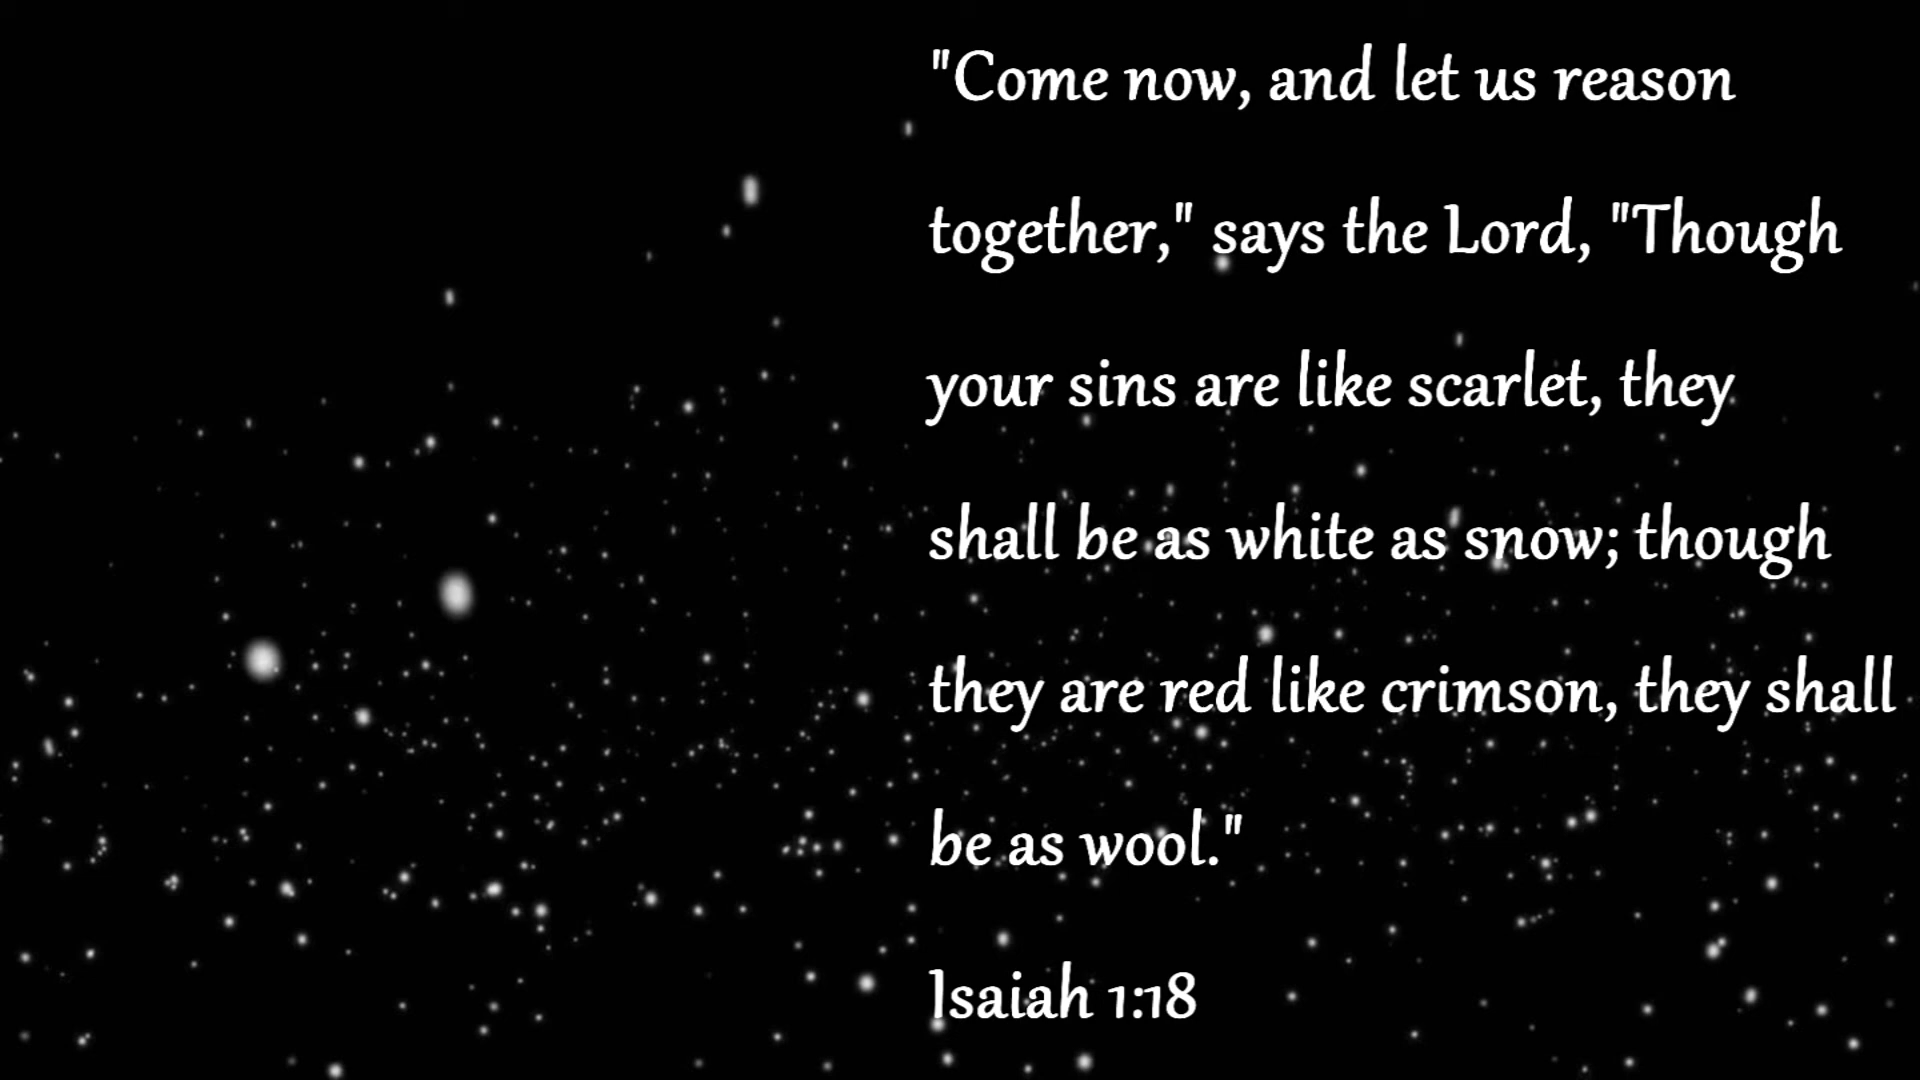 "Come now, and let us reason
together," says the Lord, "Though
your sins are like scarlet, they
shall be as white as snow; though
they are red like crimson, they shall
be as wool."
Isaiah 1:18